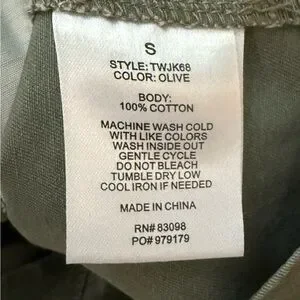 S
STYLE: TWJK68
COLOR: OLIVE
BODY:
100% COTTON
MACHINE WASH COLD
WITH LIKE COLORS
WASH INSIDE OUT
GENTLE CYCLE
DO NOT BLEACH
TUMBLE DRY LOW
COOL IRON IF NEEDED
MADE IN CHINA
RN# 83098
PO# 979179